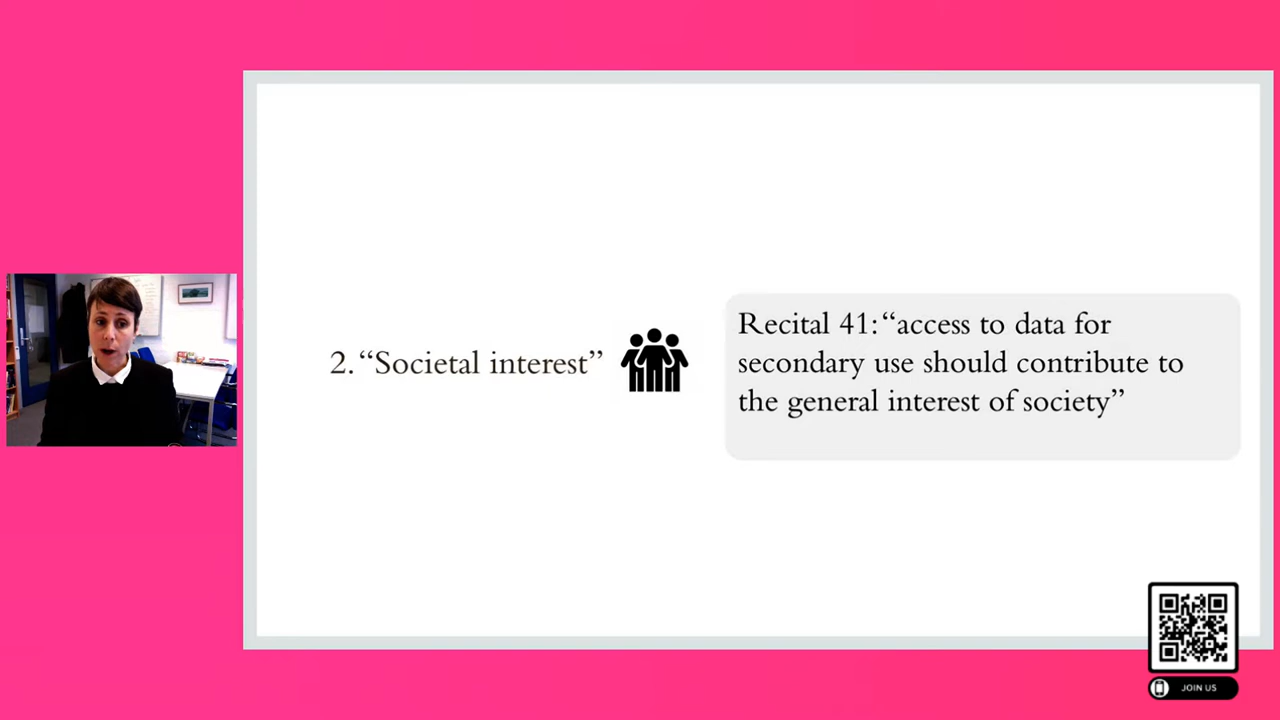 2. “Societal interest”
Recital 41: “access to data for
secondary use should contribute to
the general interest of society”
JOIN US